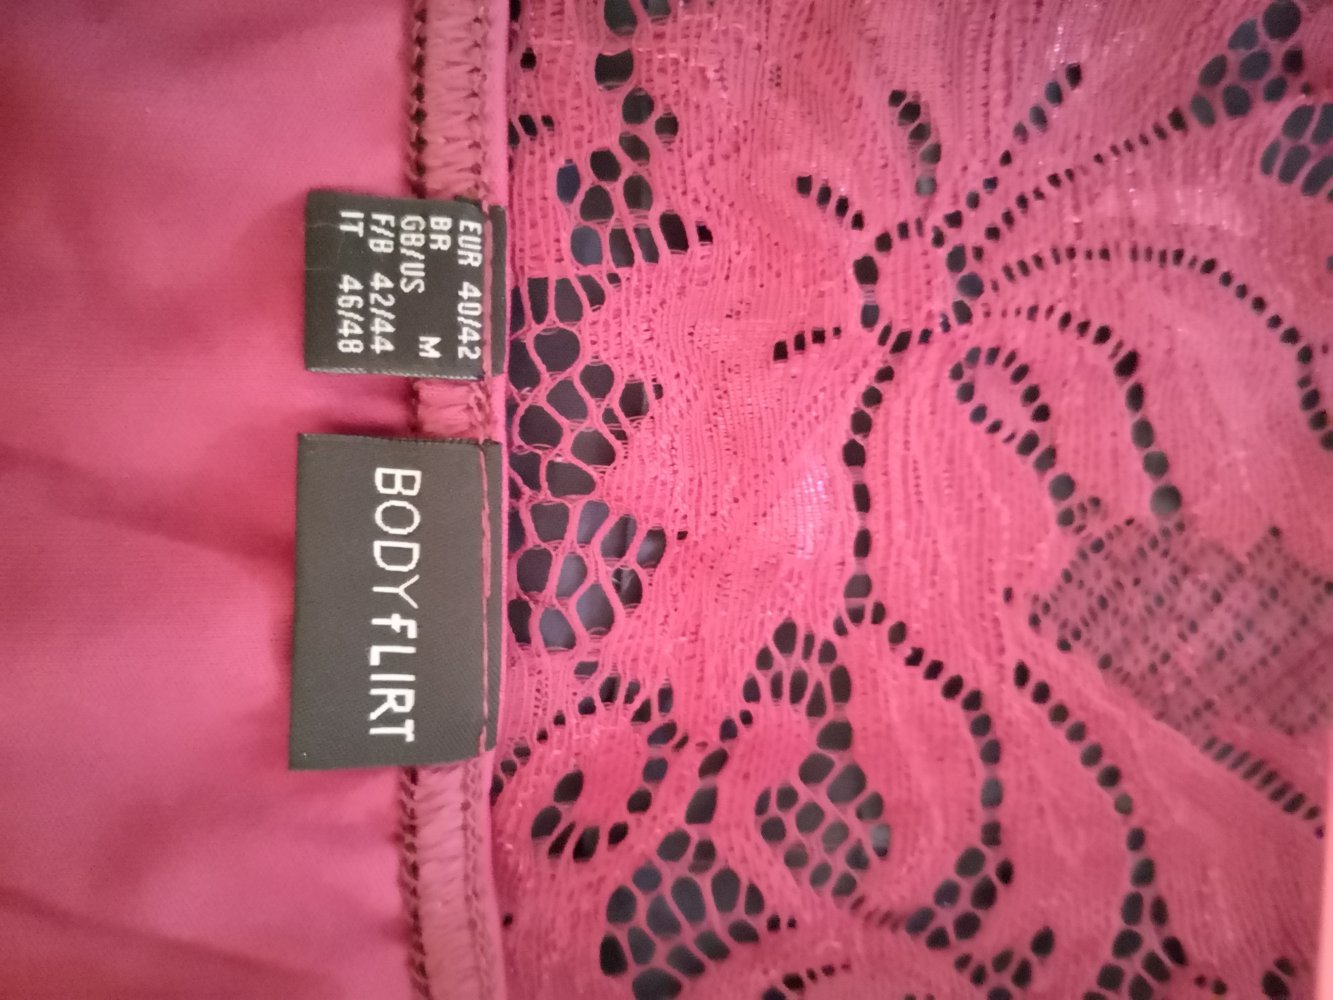 EUR 40/42
BR
GB/US M
F/B 42/44
IT 46/48
BODYFLIRT